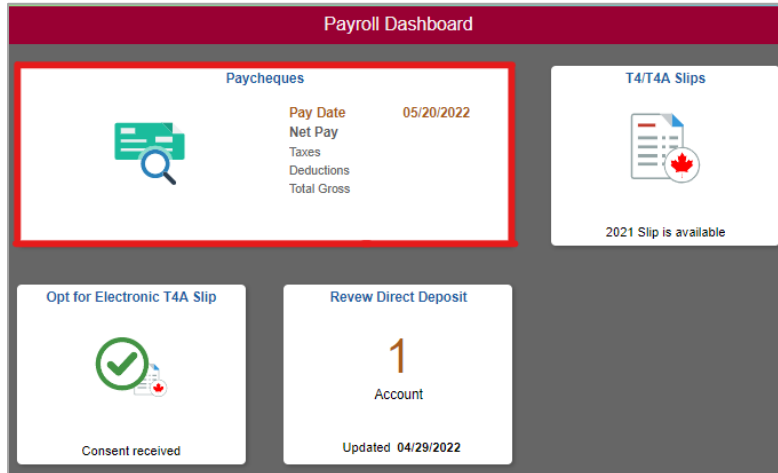 Payroll Dashboard
Paycheques
Pay Date 05/20/2022
Net Pay
Taxes
Deductions
Total Gross
T4/T4A Slips
2021 Slip is available
Opt for Electronic T4A Slip
Consent received
Revew Direct Deposit
1
Account
Updated 04/29/2022